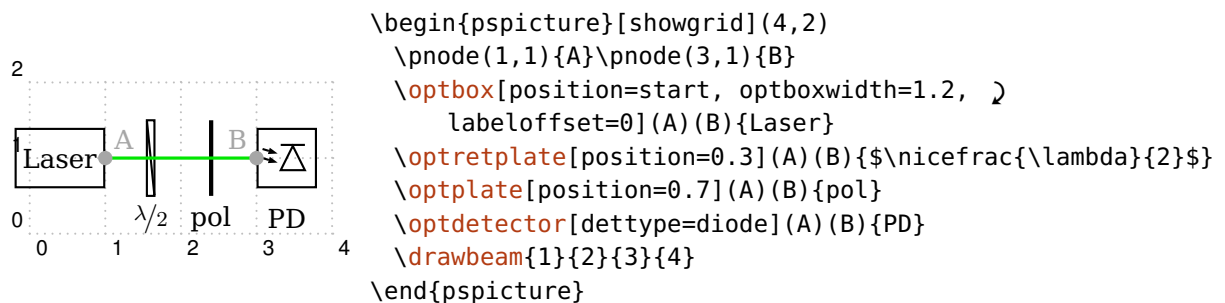 \begin{pspicture}[showgrid](4,2)
\pnode(1,1){A}\pnode(3,1){B}
\optbox[position=start, optboxwidth=1.2,
labeloffset=0](A)(B){Laser}
\optretplate[position=0.3](A)(B){$\nicefrac{\lambda}{2}$}
\optplate[position=0.7](A)(B){pol}
\optdetector[dettype=diode](A)(B){PD}
\drawbeam{1}{2}{3}{4}
\end{pspicture}
2
1
Laser A B
λ/2 pol PD
0
0 1 2 3 4